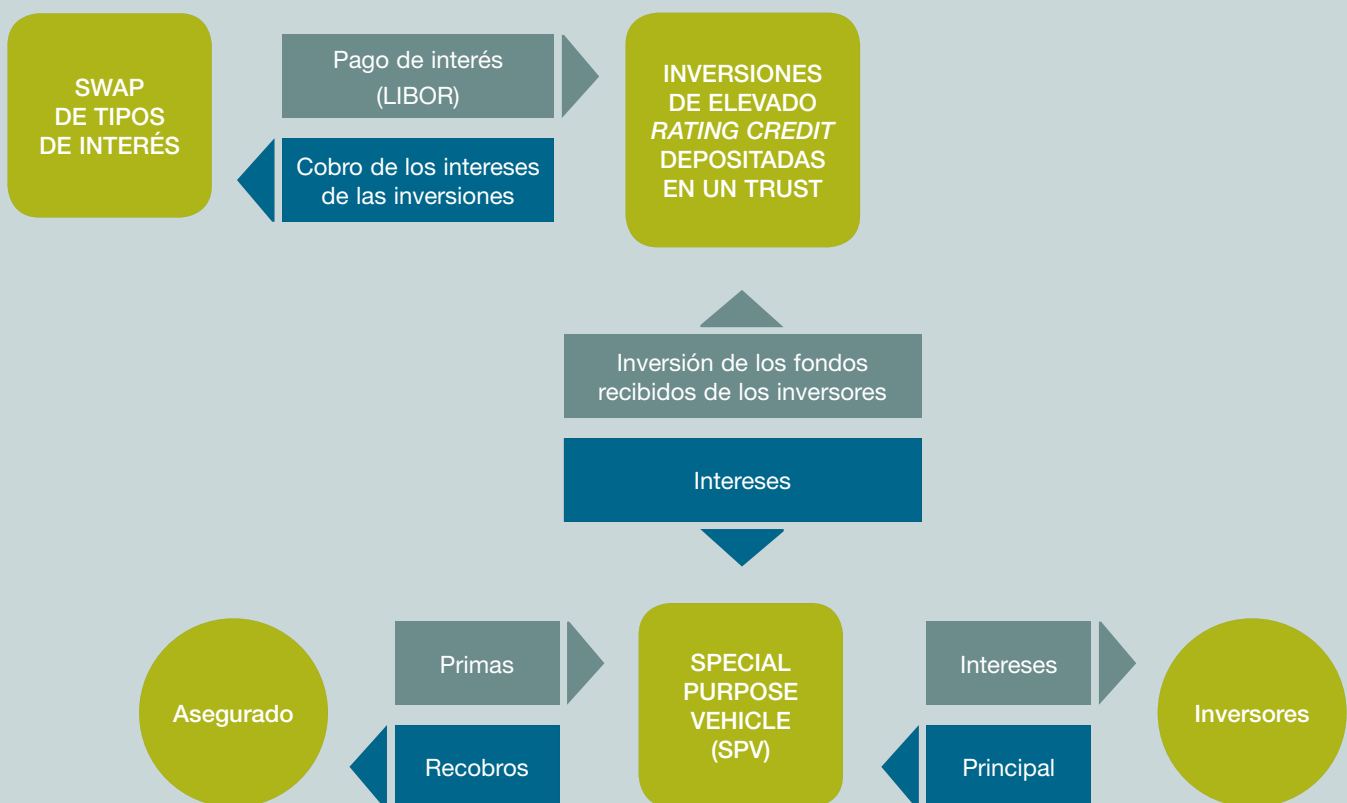 SWAP
DE TIPOS
DE INTERÉS
Pago de interés
(LIBOR)
Cobro de los intereses
de las inversiones
INVERSIONES
DE ELEVADO
RATING CREDIT
DEPOSITADAS
EN UN TRUST
Inversión de los fondos
recibidos de los inversores
Intereses
Asegurado
Primas
Recobros
SPECIAL
PURPOSE
VEHICLE
(SPV)
Intereses
Principal
Inversores